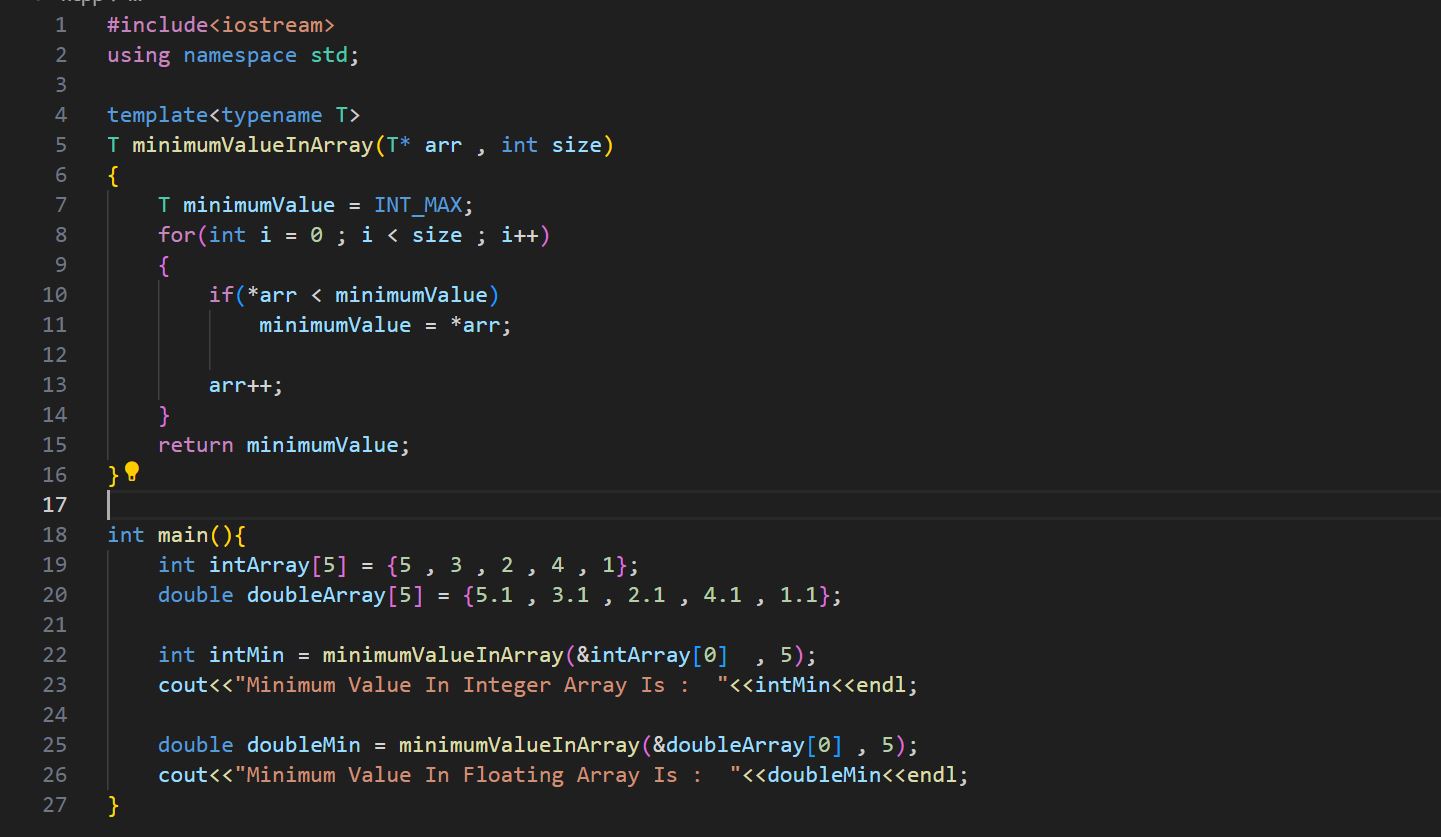 1 #include<iostream>
2 using namespace std;
3
4 template<typename T>
5 T minimumValueInArray(T* arr , int size)
6 {
7     T minimumValue = INT_MAX;
8     for(int i = 0 ; i < size ; i++)
9     {
10         if(*arr < minimumValue)
11             minimumValue = *arr;
12
13         arr++;
14     }
15     return minimumValue;
16 }
17
18 int main(){
19     int intArray[5] = {5 , 3 , 2 , 4 , 1};
20     double doubleArray[5] = {5.1 , 3.1 , 2.1 , 4.1 , 1.1};
21
22     int intMin = minimumValueInArray(&intArray[0]  , 5);
23     cout<<"Minimum Value In Integer Array Is :  "<<intMin<<endl;
24
25     double doubleMin = minimumValueInArray(&doubleArray[0] , 5);
26     cout<<"Minimum Value In Floating Array Is :  "<<doubleMin<<endl;
27 }